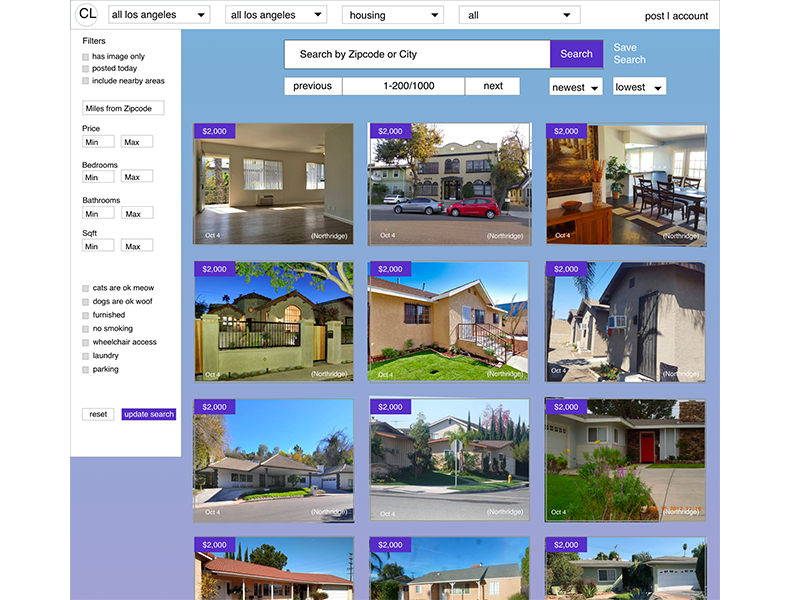 CL
all los angeles
all los angeles
housing
all
post | account
Filters
has image only
posted today
include nearby areas
Miles from Zipcode
Price
Min Max
Bedrooms
Min Max
Bathrooms
Min Max
Sqft
Min Max
cats are ok meow
dogs are ok woof
furnished
no smoking
wheelchair access
laundry
parking
reset update search
Search by Zipcode or City
Search
Save
Search
previous 1-200/1000 next
newest lowest
$2,000 $2,000 $2,000
Oct 4 (Northridge) Oct 4 (Northridge) Oct 4 (Northridge)
$2,000 $2,000 $2,000
Oct 4 (Northridge) Oct 4 (Northridge) Oct 4 (Northridge)
$2,000 $2,000 $2,000
Oct 4 (Northridge) Oct 4 (Northridge) Oct 4 (Northridge)
$2,000 $2,000 $2,000